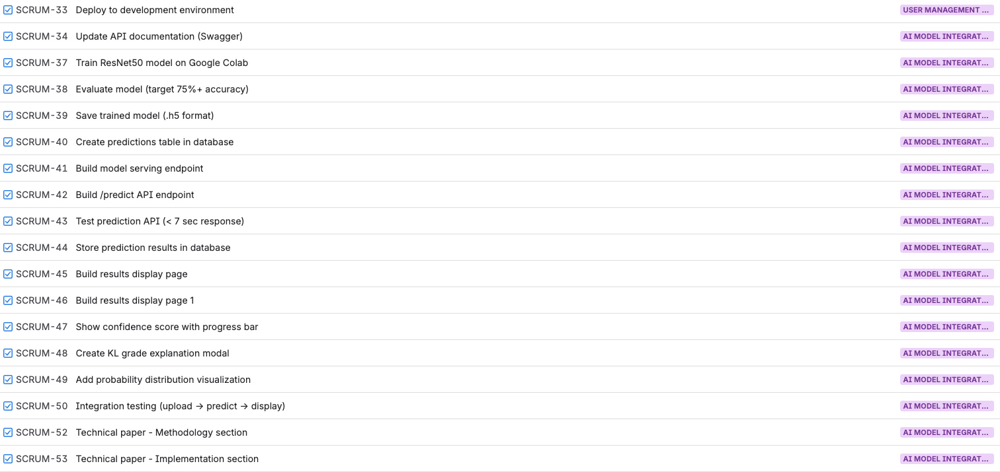 SCRUM-33 Deploy to development environment USER MANAGEMENT ...
SCRUM-34 Update API documentation (Swagger) AI MODEL INTEGRAT...
SCRUM-37 Train ResNet50 model on Google Colab AI MODEL INTEGRAT...
SCRUM-38 Evaluate model (target 75%+ accuracy) AI MODEL INTEGRAT...
SCRUM-39 Save trained model (.h5 format) AI MODEL INTEGRAT...
SCRUM-40 Create predictions table in database AI MODEL INTEGRAT...
SCRUM-41 Build model serving endpoint AI MODEL INTEGRAT...
SCRUM-42 Build /predict API endpoint AI MODEL INTEGRAT...
SCRUM-43 Test prediction API (< 7 sec response) AI MODEL INTEGRAT...
SCRUM-44 Store prediction results in database AI MODEL INTEGRAT...
SCRUM-45 Build results display page AI MODEL INTEGRAT...
SCRUM-46 Build results display page 1 AI MODEL INTEGRAT...
SCRUM-47 Show confidence score with progress bar AI MODEL INTEGRAT...
SCRUM-48 Create KL grade explanation modal AI MODEL INTEGRAT...
SCRUM-49 Add probability distribution visualization AI MODEL INTEGRAT...
SCRUM-50 Integration testing (upload → predict → display) AI MODEL INTEGRAT...
SCRUM-52 Technical paper - Methodology section AI MODEL INTEGRAT...
SCRUM-53 Technical paper - Implementation section AI MODEL INTEGRAT...